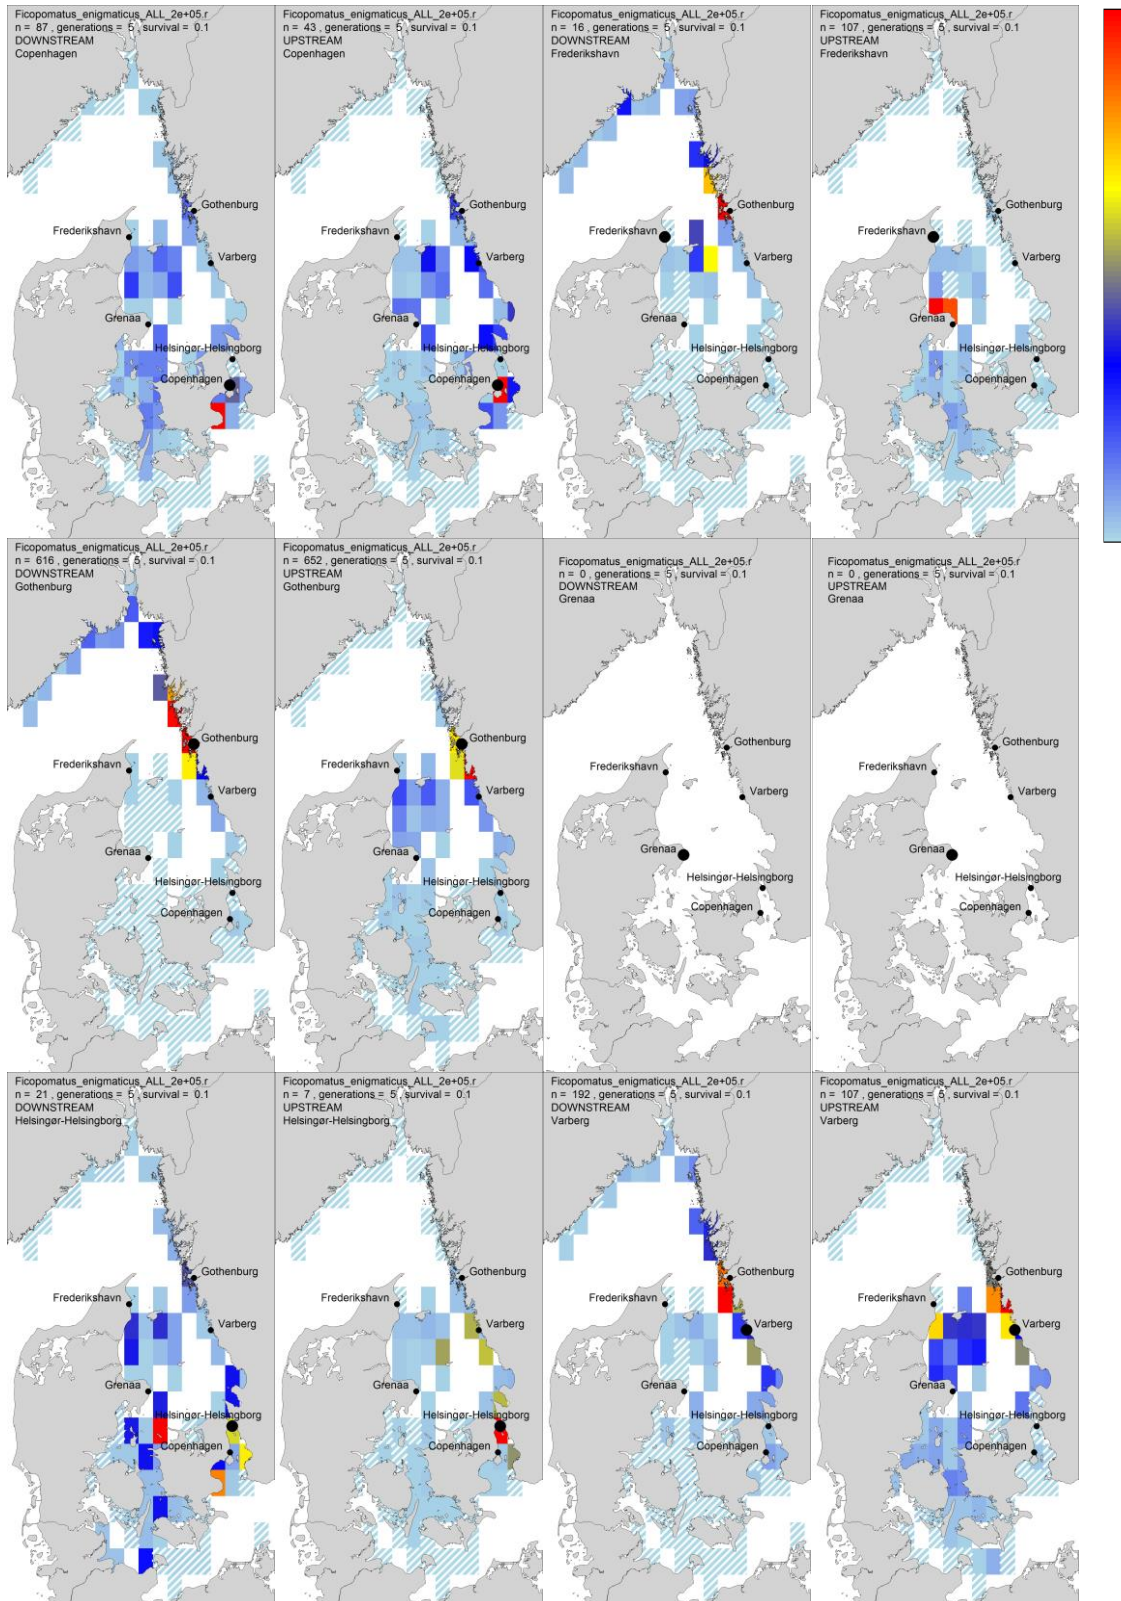 Ficopomatus_enigmaticus_ALL_2e+05.r
n = 87 , generations = 5 , survival = 0.1
DOWNSTREAM
Copenhagen
Gothenburg
Frederikshavn
Varberg
Grenaa
Helsingør-Helsingborg
Copenhagen
Ficopomatus_enigmaticus_ALL_2e+05.r
n = 43 , generations = 5 , survival = 0.1
UPSTREAM
Copenhagen
Gothenburg
Frederikshavn
Varberg
Grenaa
Helsingør-Helsingborg
Copenhagen
Ficopomatus_enigmaticus_ALL_2e+05.r
n = 16 , generations = 5 , survival = 0.1
DOWNSTREAM
Frederikshavn
Gothenburg
Frederikshavn
Varberg
Grenaa
Helsingør-Helsingborg
Copenhagen
Ficopomatus_enigmaticus_ALL_2e+05.r
n = 107 , generations = 5 , survival = 0.1
UPSTREAM
Frederikshavn
Gothenburg
Frederikshavn
Varberg
Grenaa
Helsingør-Helsingborg
Copenhagen
Ficopomatus_enigmaticus_ALL_2e+05.r
n = 616 , generations = 5 , survival = 0.1
DOWNSTREAM
Gothenburg
Gothenburg
Frederikshavn
Varberg
Grenaa
Helsingør-Helsingborg
Copenhagen
Ficopomatus_enigmaticus_ALL_2e+05.r
n = 652 , generations = 5 , survival = 0.1
UPSTREAM
Gothenburg
Gothenburg
Frederikshavn
Varberg
Grenaa
Helsingør-Helsingborg
Copenhagen
Ficopomatus_enigmaticus_ALL_2e+05.r
n = 0 , generations = 5 , survival = 0.1
DOWNSTREAM
Grenaa
Gothenburg
Frederikshavn
Varberg
Grenaa
Helsingør-Helsingborg
Copenhagen
Ficopomatus_enigmaticus_ALL_2e+05.r
n = 0 , generations = 5 , survival = 0.1
UPSTREAM
Grenaa
Gothenburg
Frederikshavn
Varberg
Grenaa
Helsingør-Helsingborg
Copenhagen
Ficopomatus_enigmaticus_ALL_2e+05.r
n = 21 , generations = 5 , survival = 0.1
DOWNSTREAM
Helsingør-Helsingborg
Gothenburg
Frederikshavn
Varberg
Grenaa
Helsingør-Helsingborg
Copenhagen
Ficopomatus_enigmaticus_ALL_2e+05.r
n = 7 , generations = 5 , survival = 0.1
UPSTREAM
Helsingør-Helsingborg
Gothenburg
Frederikshavn
Varberg
Grenaa
Helsingør-Helsingborg
Copenhagen
Ficopomatus_enigmaticus_ALL_2e+05.r
n = 192 , generations = 5 , survival = 0.1
DOWNSTREAM
Varberg
Gothenburg
Frederikshavn
Varberg
Grenaa
Helsingør-Helsingborg
Copenhagen
Ficopomatus_enigmaticus_ALL_2e+05.r
n = 107 , generations = 5 , survival = 0.1
UPSTREAM
Varberg
Gothenburg
Frederikshavn
Varberg
Grenaa
Helsingør-Helsingborg
Copenhagen